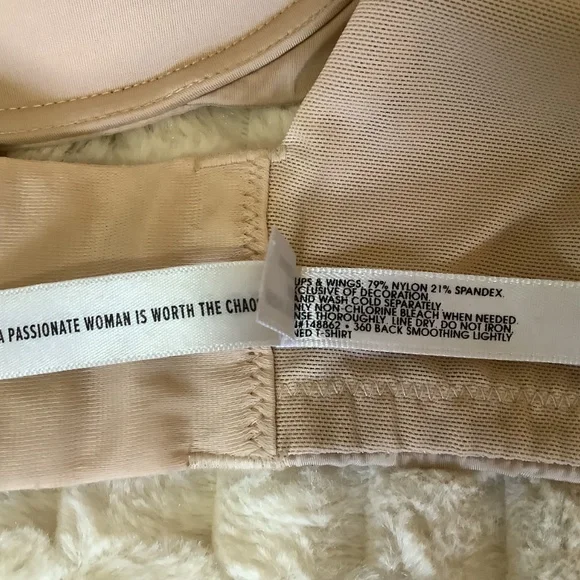 A PASSIONATE WOMAN IS WORTH THE CHAOS
UPS & WINGS: 79% NYLON 21% SPANDEX.
XCLUSIVE OF DECORATION.
AND WASH COLD SEPARATELY.
NLY NON-CHLORINE BLEACH WHEN NEEDED.
NSE THOROUGHLY. LINE DRY. DO NOT IRON.
N#148862 • 360 BACK SMOOTHING LIGHTLY
NED T-SHIRT